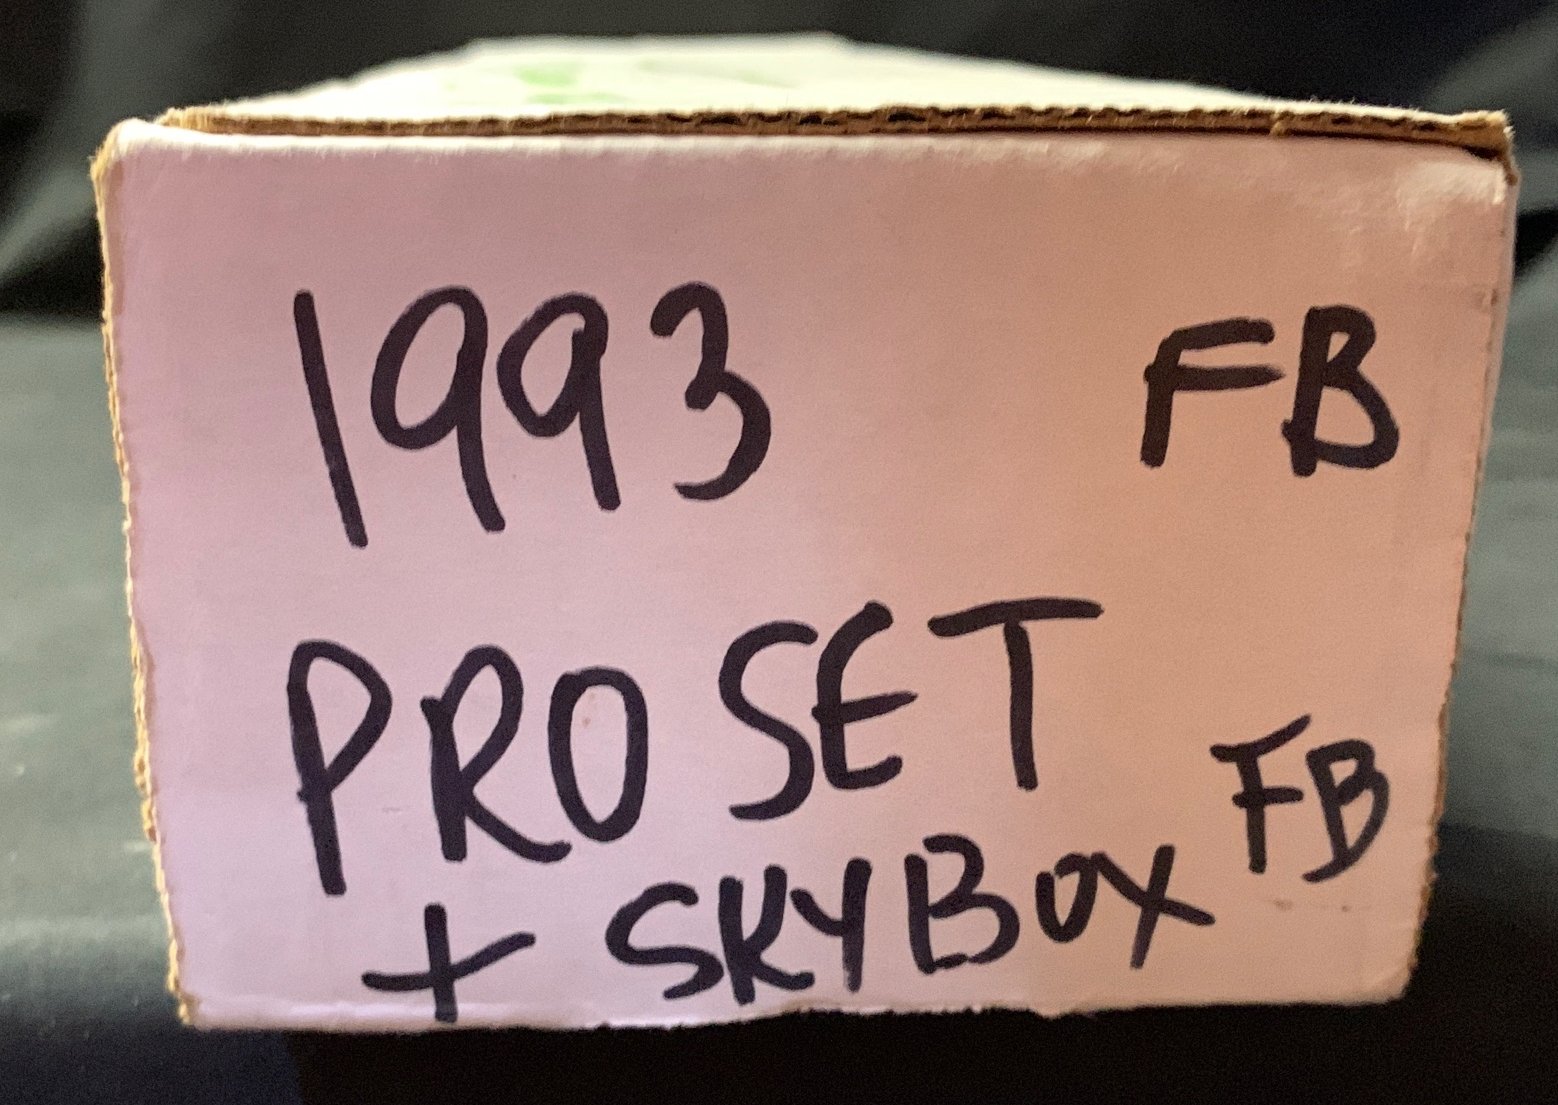 1993 FB
PRO SET
+ SKYBOX FB